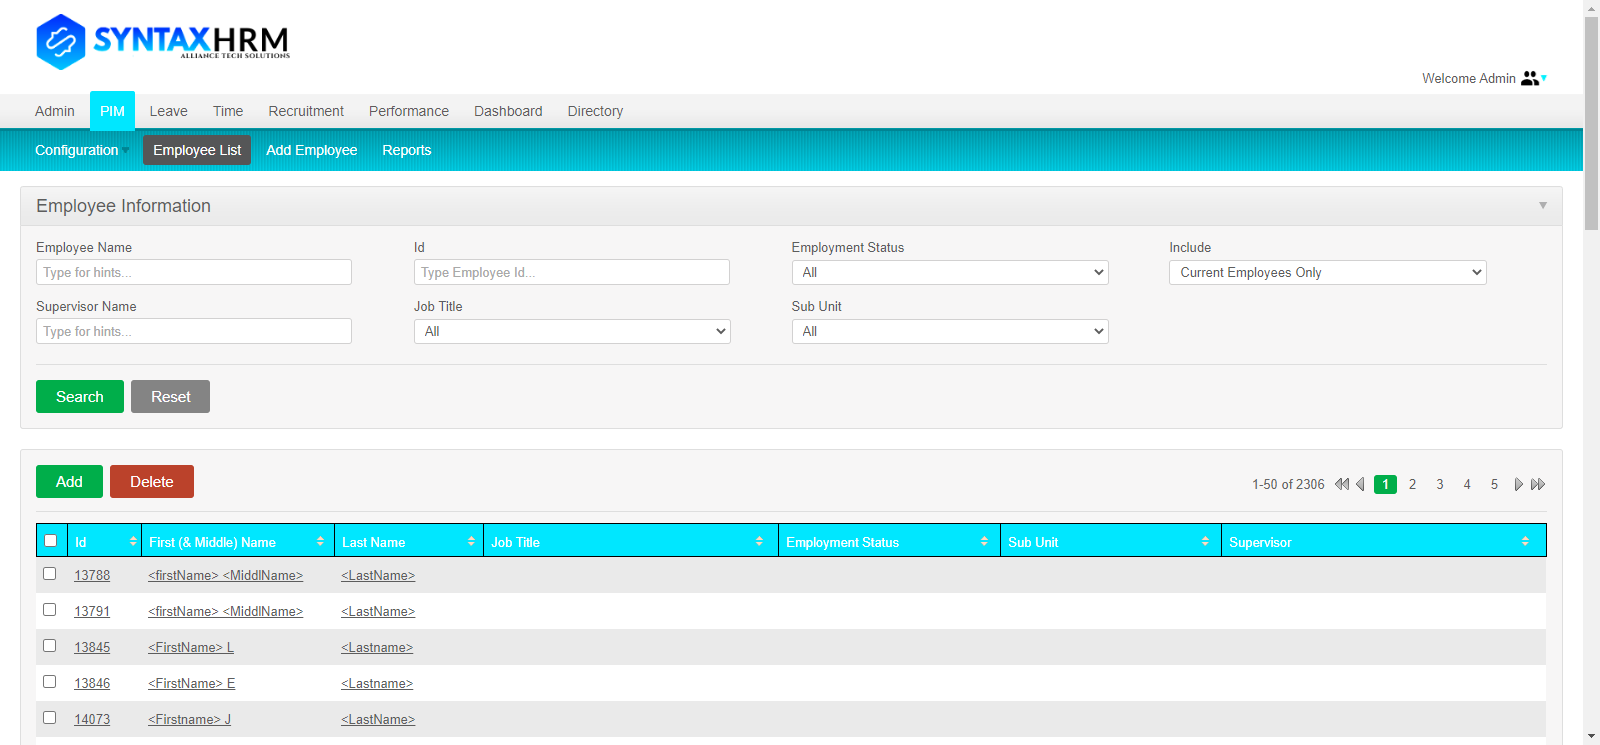 SYNTAXHRM
ALLIANCE TECH SOLUTIONS
Welcome Admin
Admin PIM Leave Time Recruitment Performance Dashboard Directory
Configuration Employee List Add Employee Reports
Employee Information
Employee Name Id Employment Status Include
Type for hints... Type Employee Id... All Current Employees Only
Supervisor Name Job Title Sub Unit
Type for hints... All All
Search Reset
Add Delete
1-50 of 2306 1 2 3 4 5
Id First (& Middle) Name Last Name Job Title Employment Status Sub Unit Supervisor
13788 <firstName> <MiddlName> <LastName>
13791 <firstName> <MiddlName> <LastName>
13845 <FirstName> L <Lastname>
13846 <FirstName> E <Lastname>
14073 <Firstname> J <LastName>